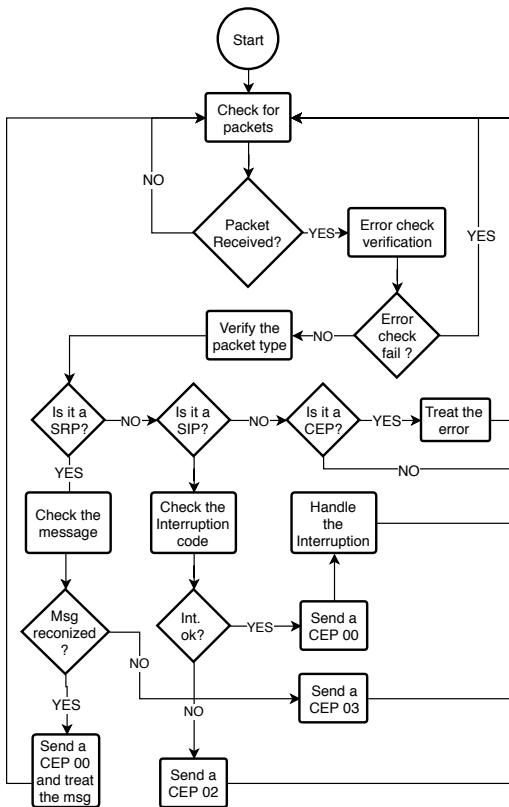 Start
Check for
packets
NO
Packet
Received?
YES
Error check
verification
YES
Error
check
fail ?
NO
Verify the
packet type
Is it a
SRP?
NO
Is it a
SIP?
NO
Is it a
CEP?
YES
Treat the
error
NO
YES
Check the
message
Check the
Interruption
code
Handle
the
Interruption
Msg
reconized
?
NO
Int.
ok?
YES
Send a
CEP 00
YES
NO
Send a
CEP 03
Send a
CEP 00
and treat
the msg
Send a
CEP 02